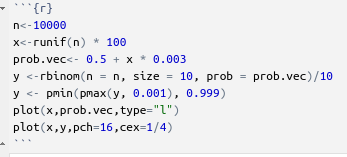 ```{r}
n<-10000
x<-runif(n) * 100
prob.vec<- 0.5 + x * 0.003
y <-rbinom(n = n, size = 10, prob = prob.vec)/10
y <- pmin(pmax(y, 0.001), 0.999)
plot(x,prob.vec,type="l")
plot(x,y,pch=16,cex=1/4)
```